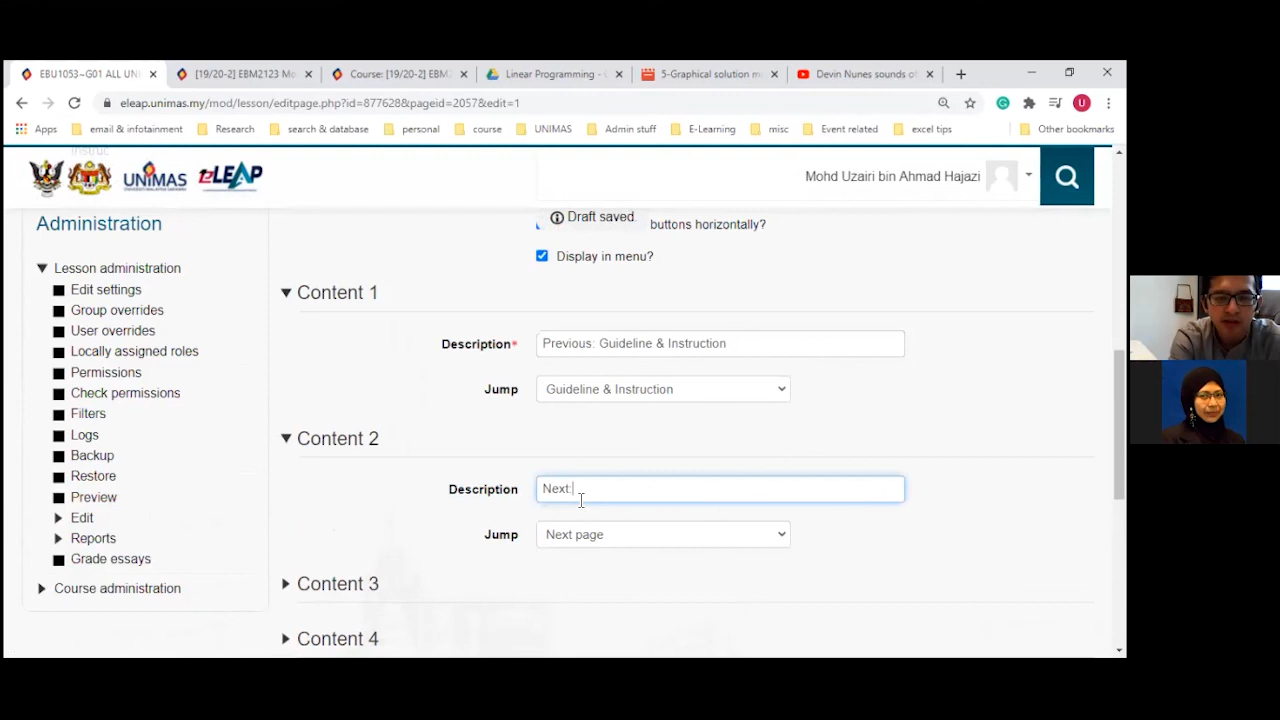 EBU1053~G01 ALL UNI
[19/20-2] EBM2123 Mo
Course: [19/20-2] EBM2
Linear Programming - G
5-Graphical solution m
Devin Nunes sounds of
eleap.unimas.my/mod/lesson/editpage.php?id=877628&pageid=2057&edit=1
U
Apps
email & infotainment
Research
search & database
personal
course
UNIMAS
Admin stuff
E-Learning
misc
Event related
excel tips
Other bookmarks
UNIMAS
eLEAP
Mohd Uzairi bin Ahmad Hajazi
Administration
Lesson administration
Edit settings
Group overrides
User overrides
Locally assigned roles
Permissions
Check permissions
Filters
Logs
Backup
Restore
Preview
Edit
Reports
Grade essays
Course administration
Draft saved.
buttons horizontally?
Display in menu?
Content 1
Description*
Previous: Guideline & Instruction
Jump
Guideline & Instruction
Content 2
Description
Next:
Jump
Next page
Content 3
Content 4